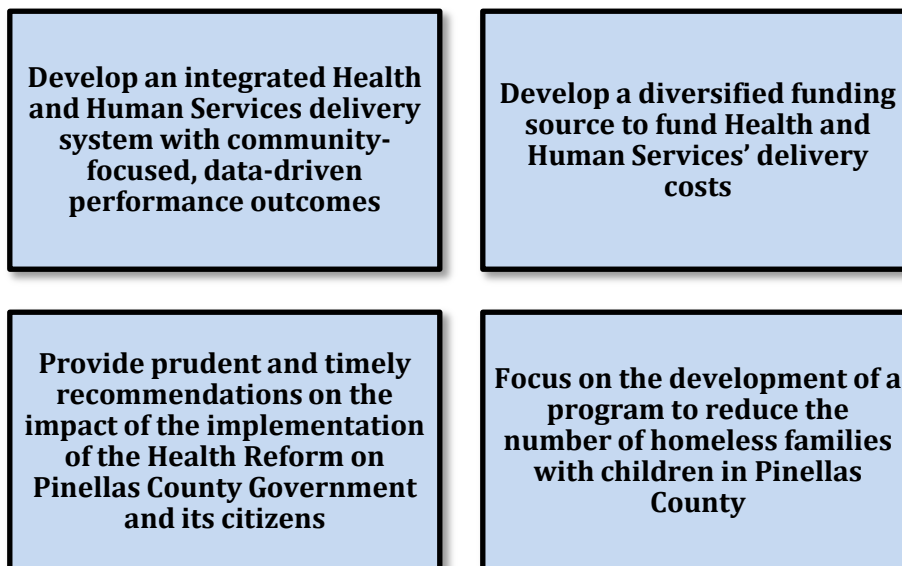 Develop an integrated Health
and Human Services delivery
system with community-
focused, data-driven
performance outcomes
Develop a diversified funding
source to fund Health and
Human Services’ delivery
costs
Provide prudent and timely
recommendations on the
impact of the implementation
of the Health Reform on
Pinellas County Government
and its citizens
Focus on the development of a
program to reduce the
number of homeless families
with children in Pinellas
County